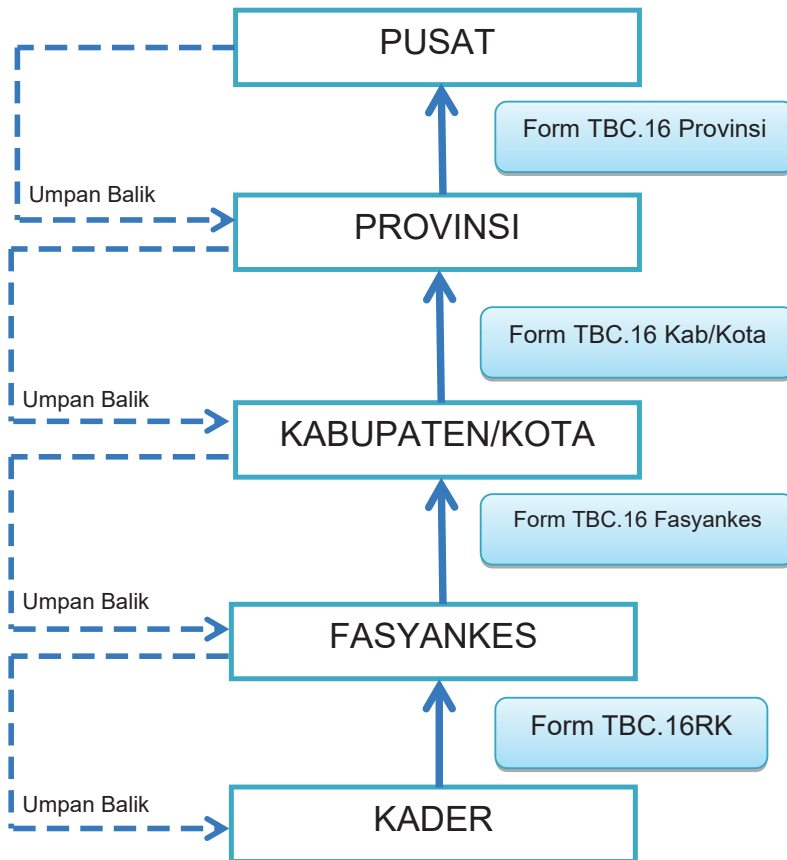 PUSAT
Form TBC.16 Provinsi
Umpan Balik
PROVINSI
Form TBC.16 Kab/Kota
Umpan Balik
KABUPATEN/KOTA
Form TBC.16 Fasyankes
Umpan Balik
FASYANKES
Form TBC.16RK
Umpan Balik
KADER